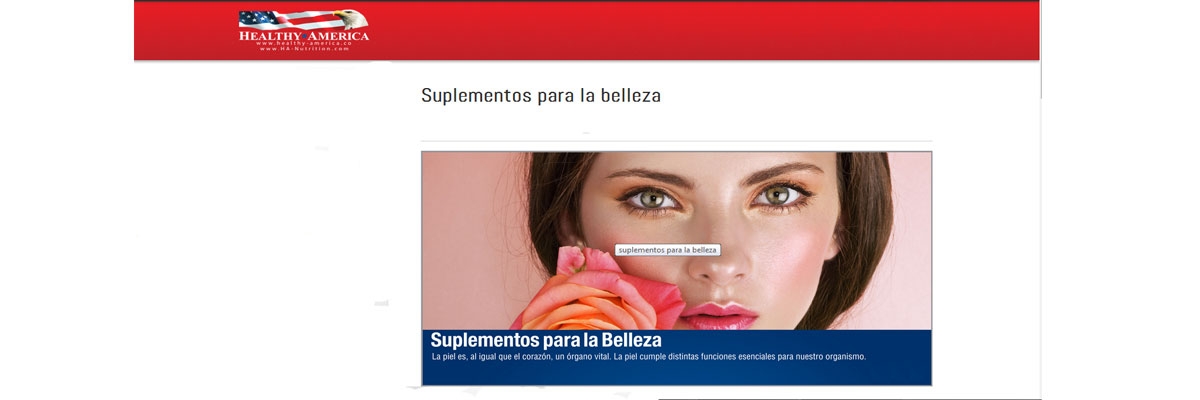 HEALTHY★AMERICA
www.healthy-america.co
www.HA-Nutrition.com
Suplementos para la belleza
suplementos para la belleza
Suplementos para la Belleza
La piel es, al igual que el corazón, un órgano vital. La piel cumple distintas funciones esenciales para nuestro organismo.